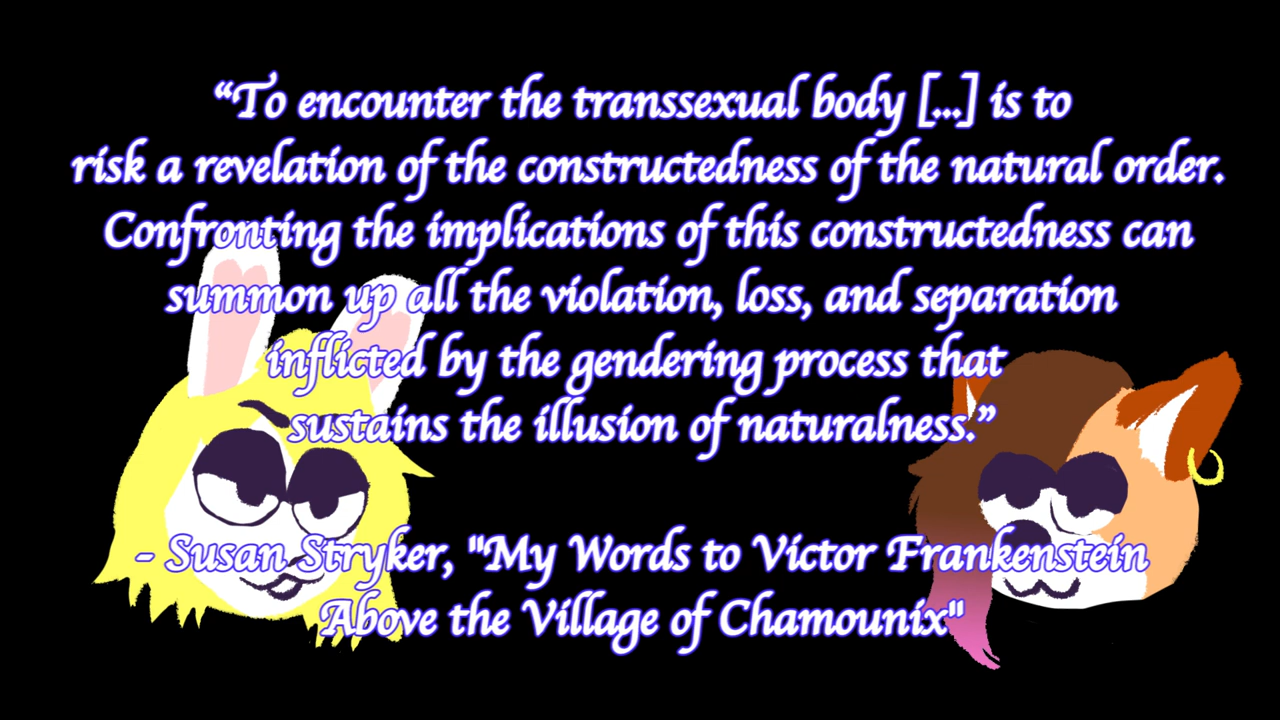 “To encounter the transsexual body [...] is to
risk a revelation of the constructedness of the natural order.
Confronting the implications of this constructedness can
summon up all the violation, loss, and separation
inflicted by the gendering process that
sustains the illusion of naturalness.”
- Susan Stryker, "My Words to Victor Frankenstein
Above the Village of Chamounix"